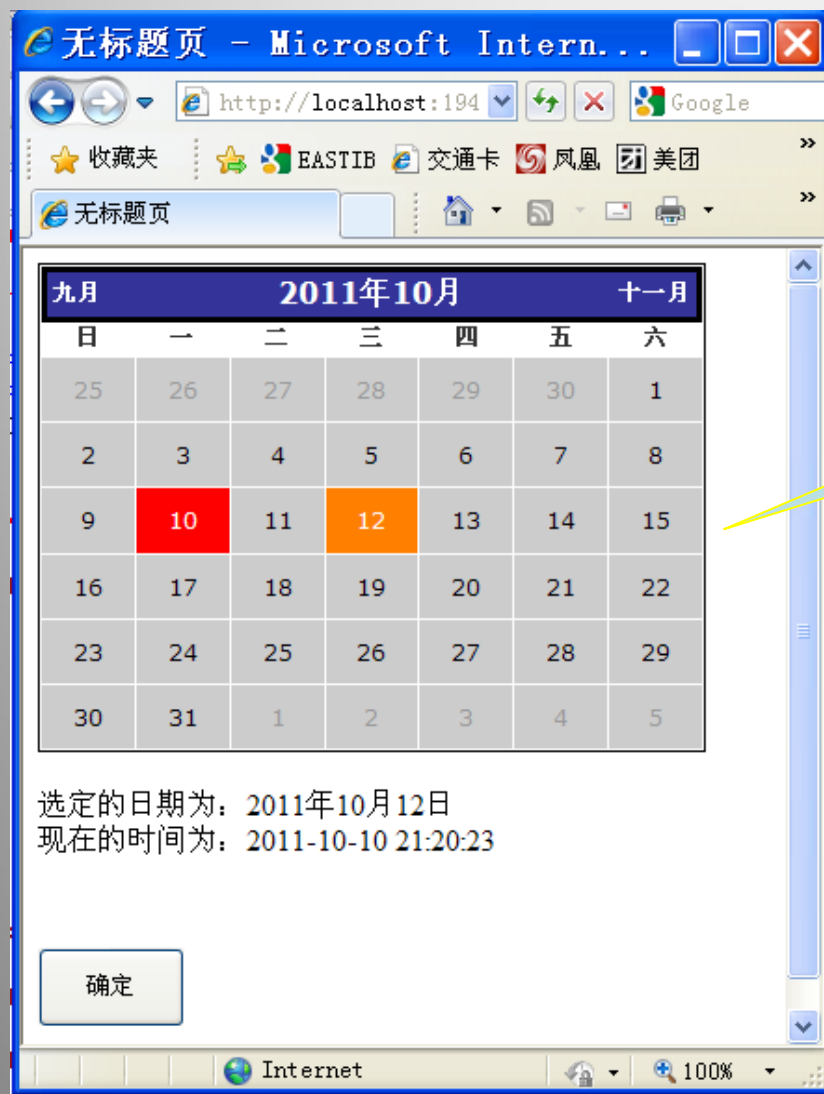 无标题页 - Microsoft Intern...
http://localhost:194 Google
收藏夹 EASTIB 交通卡 凤凰 美团 »
无标题页 »
九月 2011年10月 十一月
日 一 二 三 四 五 六
25 26 27 28 29 30 1
2 3 4 5 6 7 8
9 10 11 12 13 14 15
16 17 18 19 20 21 22
23 24 25 26 27 28 29
30 31 1 2 3 4 5
选定的日期为：2011年10月12日
现在的时间为：2011-10-10 21:20:23
确定
Internet 100%